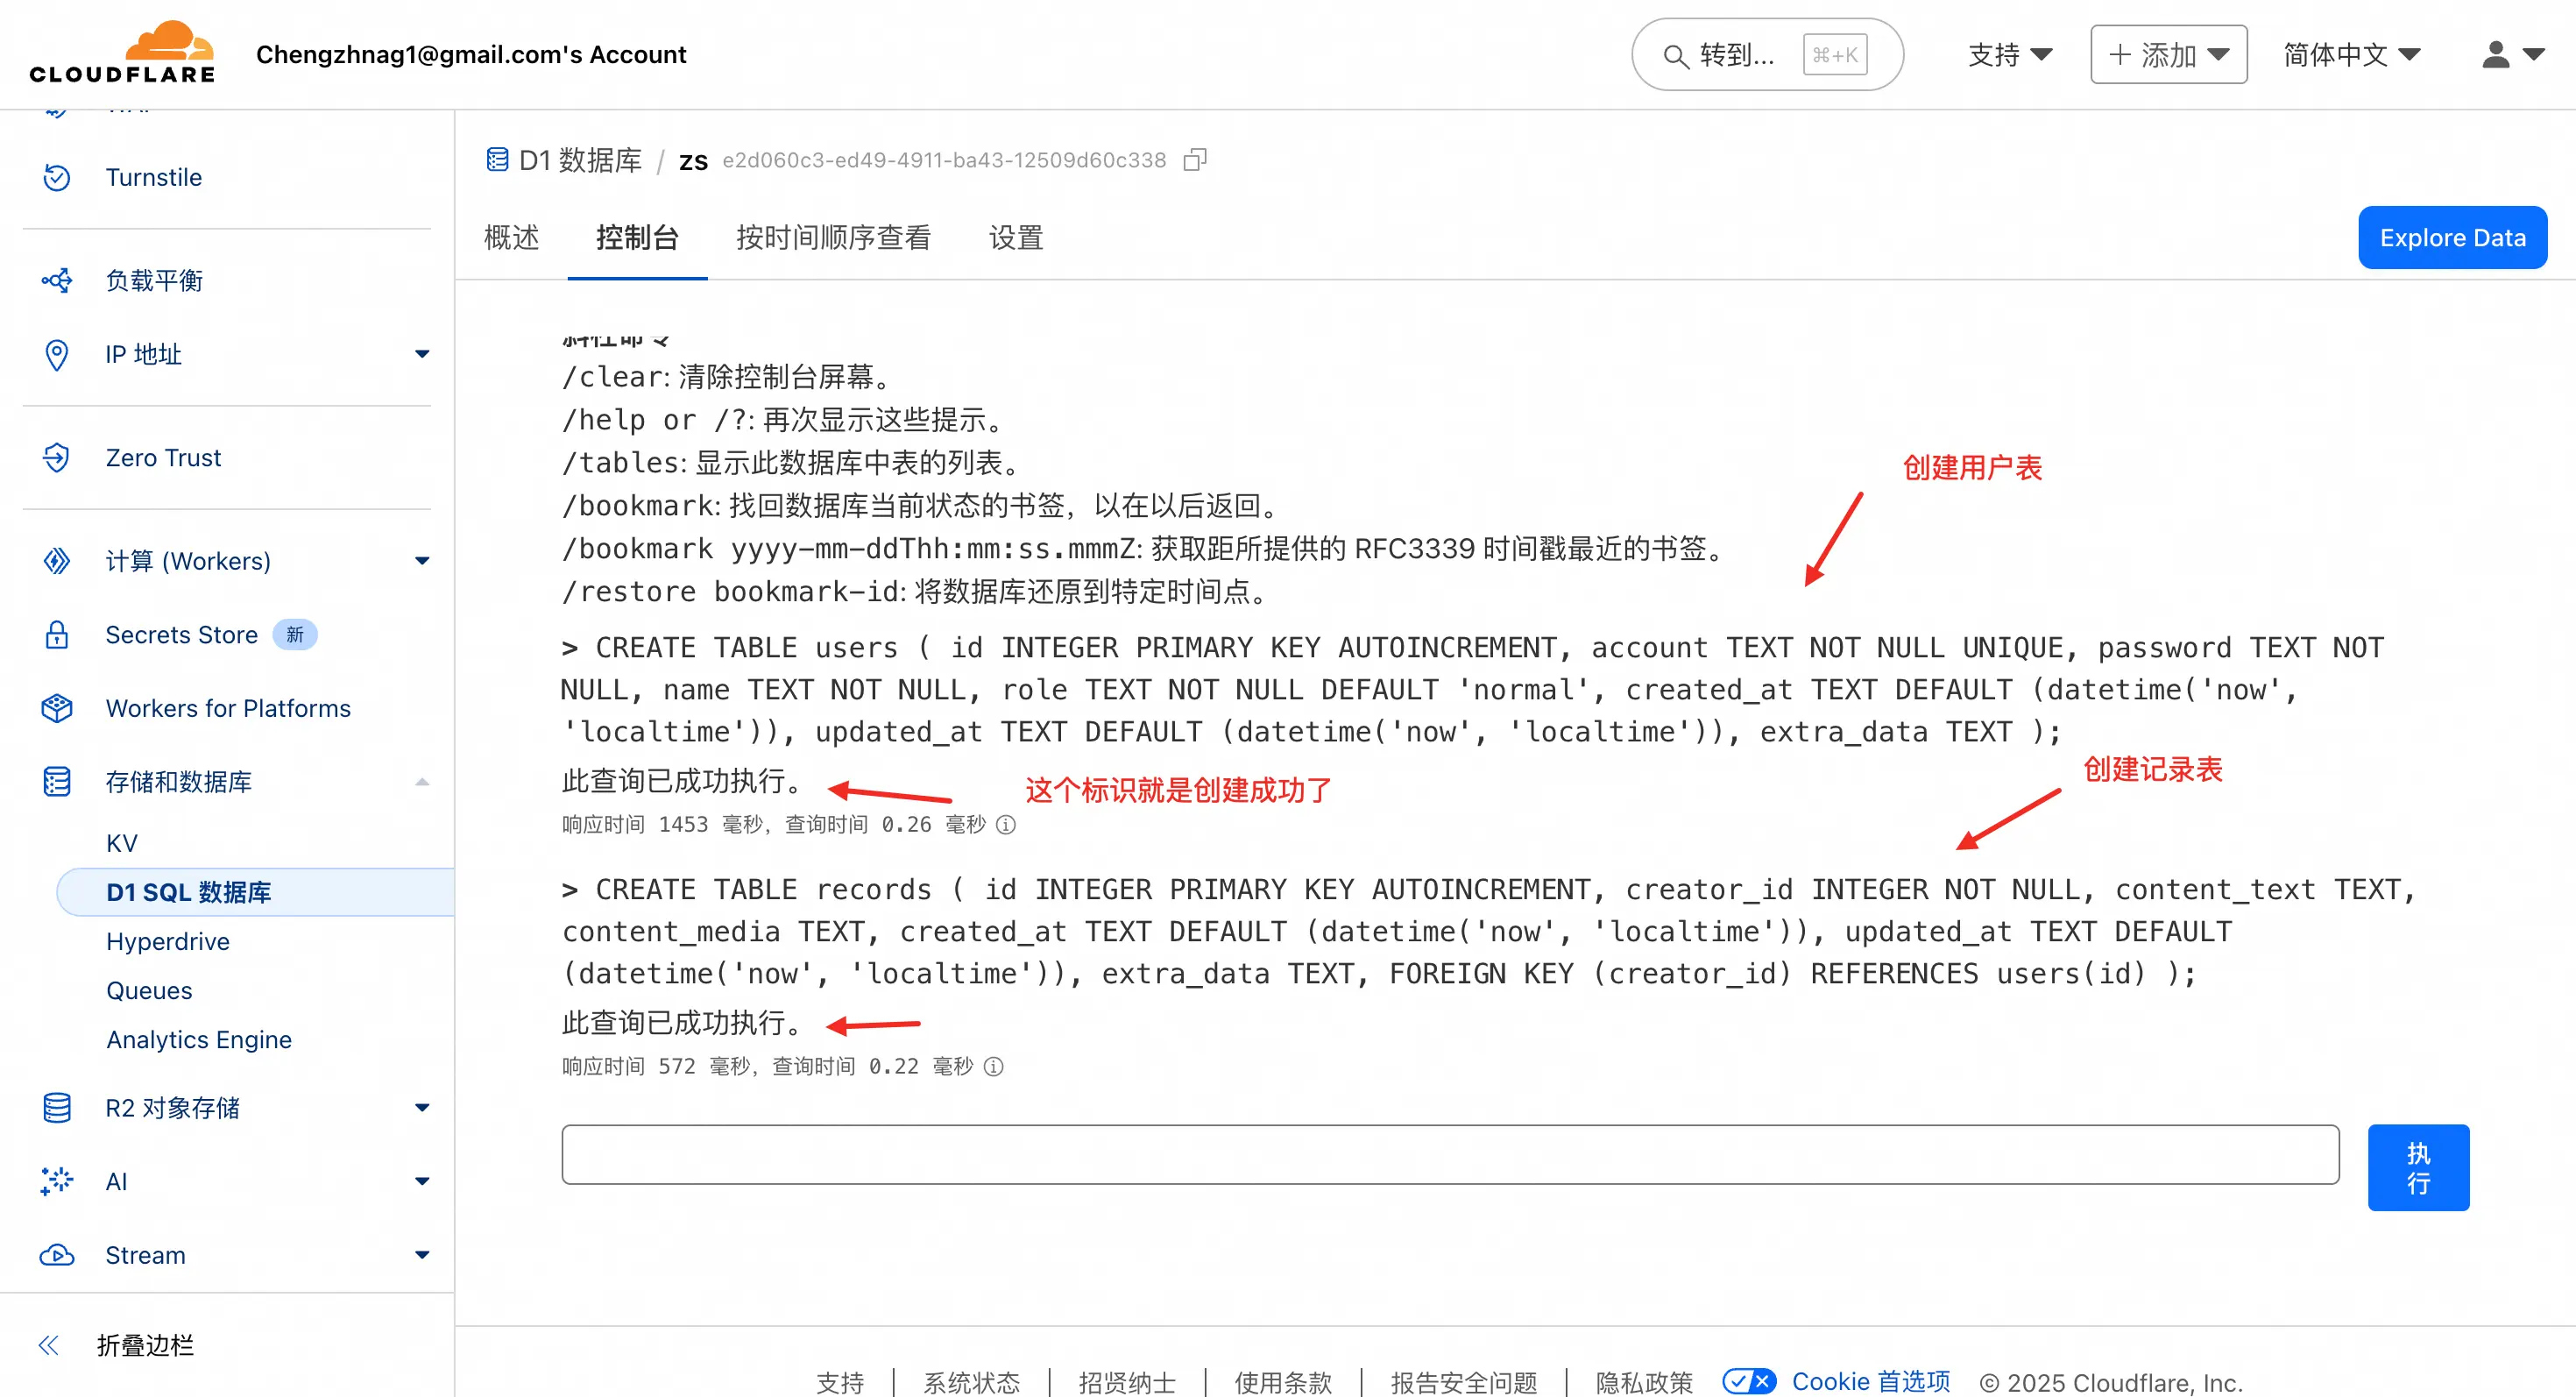 CLOUDFLARE
Chengzhnag1@gmail.com's Account
转到... ⌘+K
支持
+ 添加
简体中文
Turnstile
负载平衡
IP 地址
Zero Trust
计算 (Workers)
Secrets Store 新
Workers for Platforms
存储和数据库
KV
D1 SQL 数据库
Hyperdrive
Queues
Analytics Engine
R2 对象存储
AI
Stream
折叠边栏
D1 数据库 / zs e2d060c3-ed49-4911-ba43-12509d60c338
概述 控制台 按时间顺序查看 设置
Explore Data
/clear: 清除控制台屏幕。
/help or /?: 再次显示这些提示。
/tables: 显示此数据库中表的列表。
/bookmark: 找回数据库当前状态的书签，以在以后返回。
/bookmark yyyy-mm-ddThh:mm:ss.mmmZ: 获取距所提供的 RFC3339 时间戳最近的书签。
/restore bookmark-id: 将数据库还原到特定时间点。
创建用户表
> CREATE TABLE users ( id INTEGER PRIMARY KEY AUTOINCREMENT, account TEXT NOT NULL UNIQUE, password TEXT NOT
NULL, name TEXT NOT NULL, role TEXT NOT NULL DEFAULT 'normal', created_at TEXT DEFAULT (datetime('now',
'localtime')), updated_at TEXT DEFAULT (datetime('now', 'localtime')), extra_data TEXT );
此查询已成功执行。
这个标识就是创建成功了
响应时间 1453 毫秒，查询时间 0.26 毫秒
创建记录表
> CREATE TABLE records ( id INTEGER PRIMARY KEY AUTOINCREMENT, creator_id INTEGER NOT NULL, content_text TEXT,
content_media TEXT, created_at TEXT DEFAULT (datetime('now', 'localtime')), updated_at TEXT DEFAULT
(datetime('now', 'localtime')), extra_data TEXT, FOREIGN KEY (creator_id) REFERENCES users(id) );
此查询已成功执行。
响应时间 572 毫秒，查询时间 0.22 毫秒
执
行
支持 | 系统状态 | 招贤纳士 | 使用条款 | 报告安全问题 | 隐私政策 Cookie 首选项 © 2025 Cloudflare, Inc.